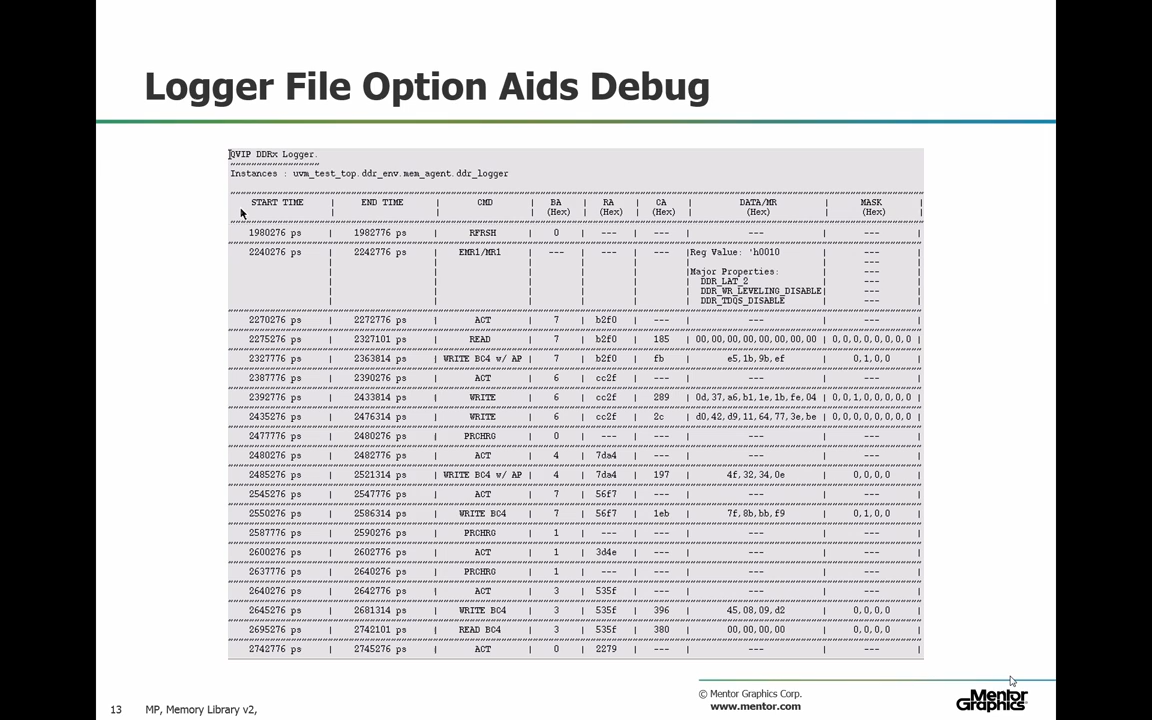 Logger File Option Aids Debug
QVIP DDRx Logger.
Instances : uvm_test_top.ddr_env.mem_agent.ddr_logger
START TIME | END TIME | CMD | BA | RA | CA | DATA/MR | MASK |
| | | (Hex) | (Hex) | (Hex) | (Hex) | (Hex) |
1980276 ps | 1982776 ps | RFRSH | 0 | --- | --- | --- | --- |
2240276 ps | 2242776 ps | EMR1/MR1 | --- | --- | --- |Reg Value: 'h0010 | --- |
| --- |
|Major Properties: | --- |
DDR_LAT_2 | --- |
DDR_WR_LEVELING_DISABLE| --- |
DDR_TDQS_DISABLE | --- |
2270276 ps | 2272776 ps | ACT | 7 | b2f0 | --- | --- | --- |
2275276 ps | 2327101 ps | READ | 7 | b2f0 | 185 | 00,00,00,00,00,00,00,00 | 0,0,0,0,0,0,0,0 |
2327776 ps | 2363814 ps | WRITE BC4 w/ AP | 7 | b2f0 | fb | e5,1b,9b,ef | 0,1,0,0 |
2387776 ps | 2390276 ps | ACT | 6 | cc2f | --- | --- | --- |
2392776 ps | 2433814 ps | WRITE | 6 | cc2f | 289 | 0d,37,a6,b1,1e,1b,fe,04 | 0,0,1,0,0,0,0,0 |
2435276 ps | 2476314 ps | WRITE | 6 | cc2f | 2c | d0,42,d9,11,64,77,3e,be | 0,0,0,0,0,0,0,0 |
2477776 ps | 2480276 ps | PRCHRG | 0 | --- | --- | --- | --- |
2480276 ps | 2482776 ps | ACT | 4 | 7da4 | --- | --- | --- |
2485276 ps | 2521314 ps | WRITE BC4 w/ AP | 4 | 7da4 | 197 | 4f,32,34,0e | 0,0,0,0 |
2545276 ps | 2547776 ps | ACT | 7 | 56f7 | --- | --- | --- |
2550276 ps | 2586314 ps | WRITE BC4 | 7 | 56f7 | 1eb | 7f,8b,bb,f9 | 0,1,0,0 |
2587776 ps | 2590276 ps | PRCHRG | 1 | --- | --- | --- | --- |
2600276 ps | 2602776 ps | ACT | 1 | 3d4e | --- | --- | --- |
2637776 ps | 2640276 ps | PRCHRG | 1 | --- | --- | --- | --- |
2640276 ps | 2642776 ps | ACT | 3 | 535f | --- | --- | --- |
2645276 ps | 2681314 ps | WRITE BC4 | 3 | 535f | 396 | 45,08,09,d2 | 0,0,0,0 |
2695276 ps | 2742101 ps | READ BC4 | 3 | 535f | 380 | 00,00,00,00 | 0,0,0,0 |
2742776 ps | 2745276 ps | ACT | 0 | 2279 | --- | --- | --- |
13 MP, Memory Library v2,
© Mentor Graphics Corp.
www.mentor.com
Mentor
Graphics